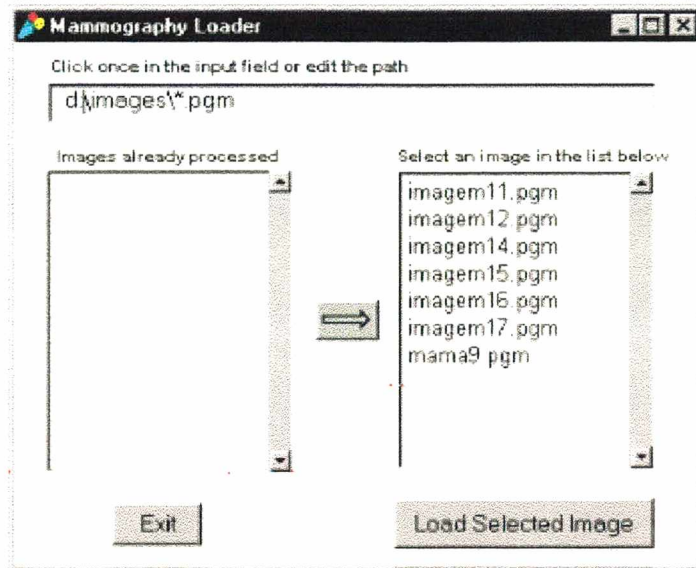 Mammography Loader
Click once in the input field or edit the path
d:\images\*.pgm
Images already processed
Select an image in the list below
imagem11.pgm
imagem12.pgm
imagem14.pgm
imagem15.pgm
imagem16.pgm
imagem17.pgm
mama9.pgm
Exit
Load Selected Image